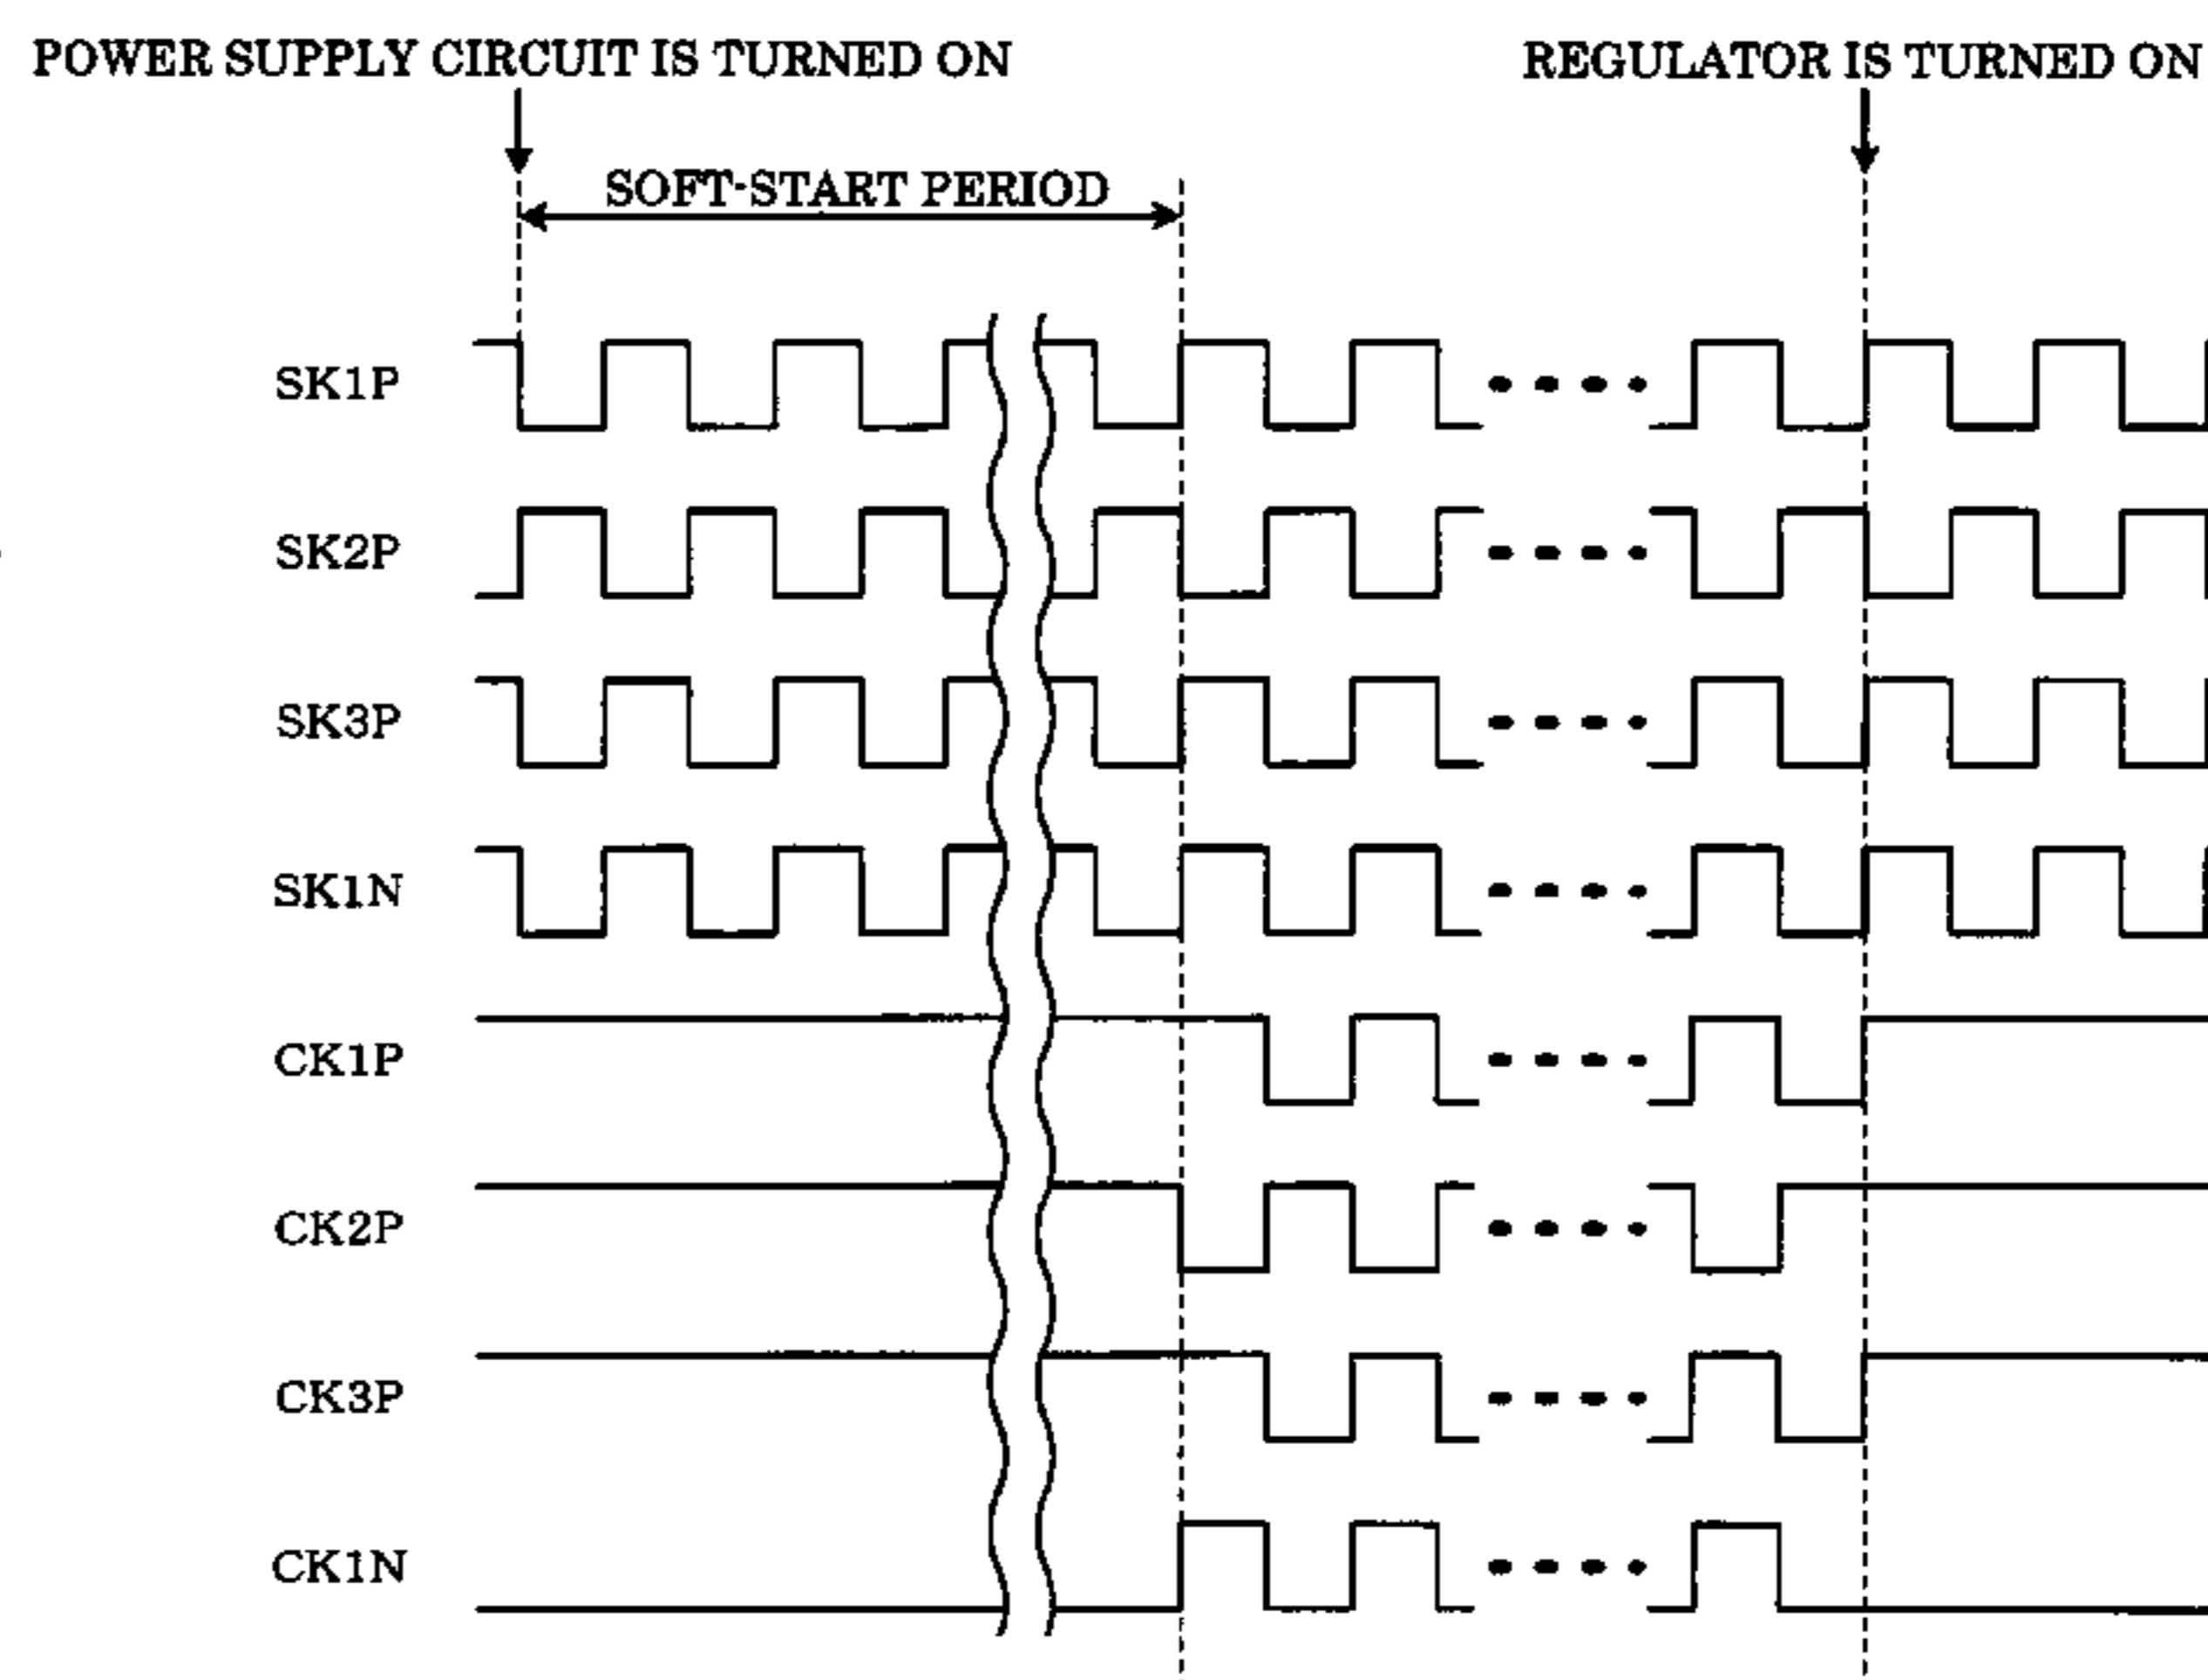 POWER SUPPLY CIRCUIT IS TURNED ON
REGULATOR IS TURNED ON
SOFT-START PERIOD
SK1P
SK2P
SK3P
SK1N
CK1P
CK2P
CK3P
CK1N